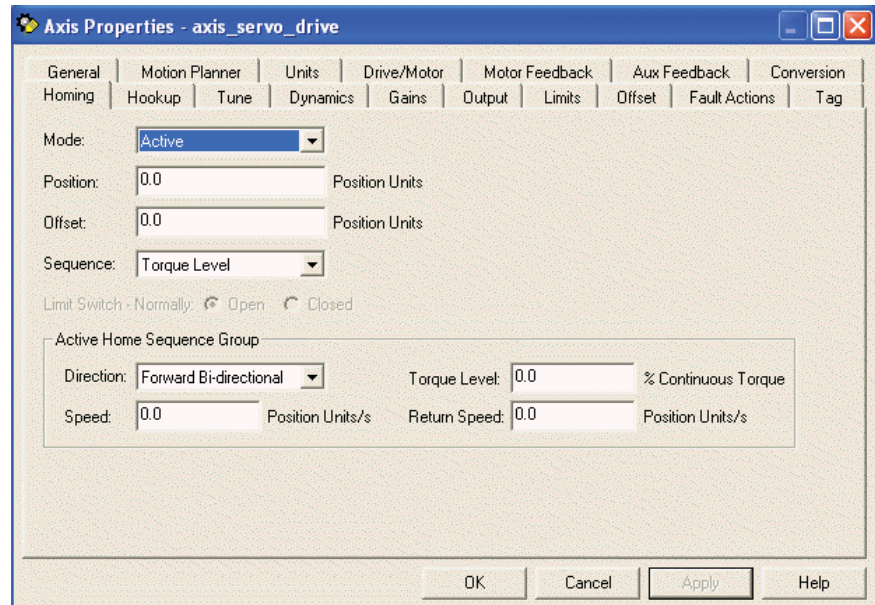 Axis Properties - axis_servo_drive
General Motion Planner Units Drive/Motor Motor Feedback Aux Feedback Conversion
Homing Hookup Tune Dynamics Gains Output Limits Offset Fault Actions Tag
Mode: Active
Position: 0.0 Position Units
Offset: 0.0 Position Units
Sequence: Torque Level
Limit Switch - Normally: Open Closed
Active Home Sequence Group
Direction: Forward Bi-directional Torque Level: 0.0 % Continuous Torque
Speed: 0.0 Position Units/s Return Speed: 0.0 Position Units/s
OK Cancel Apply Help